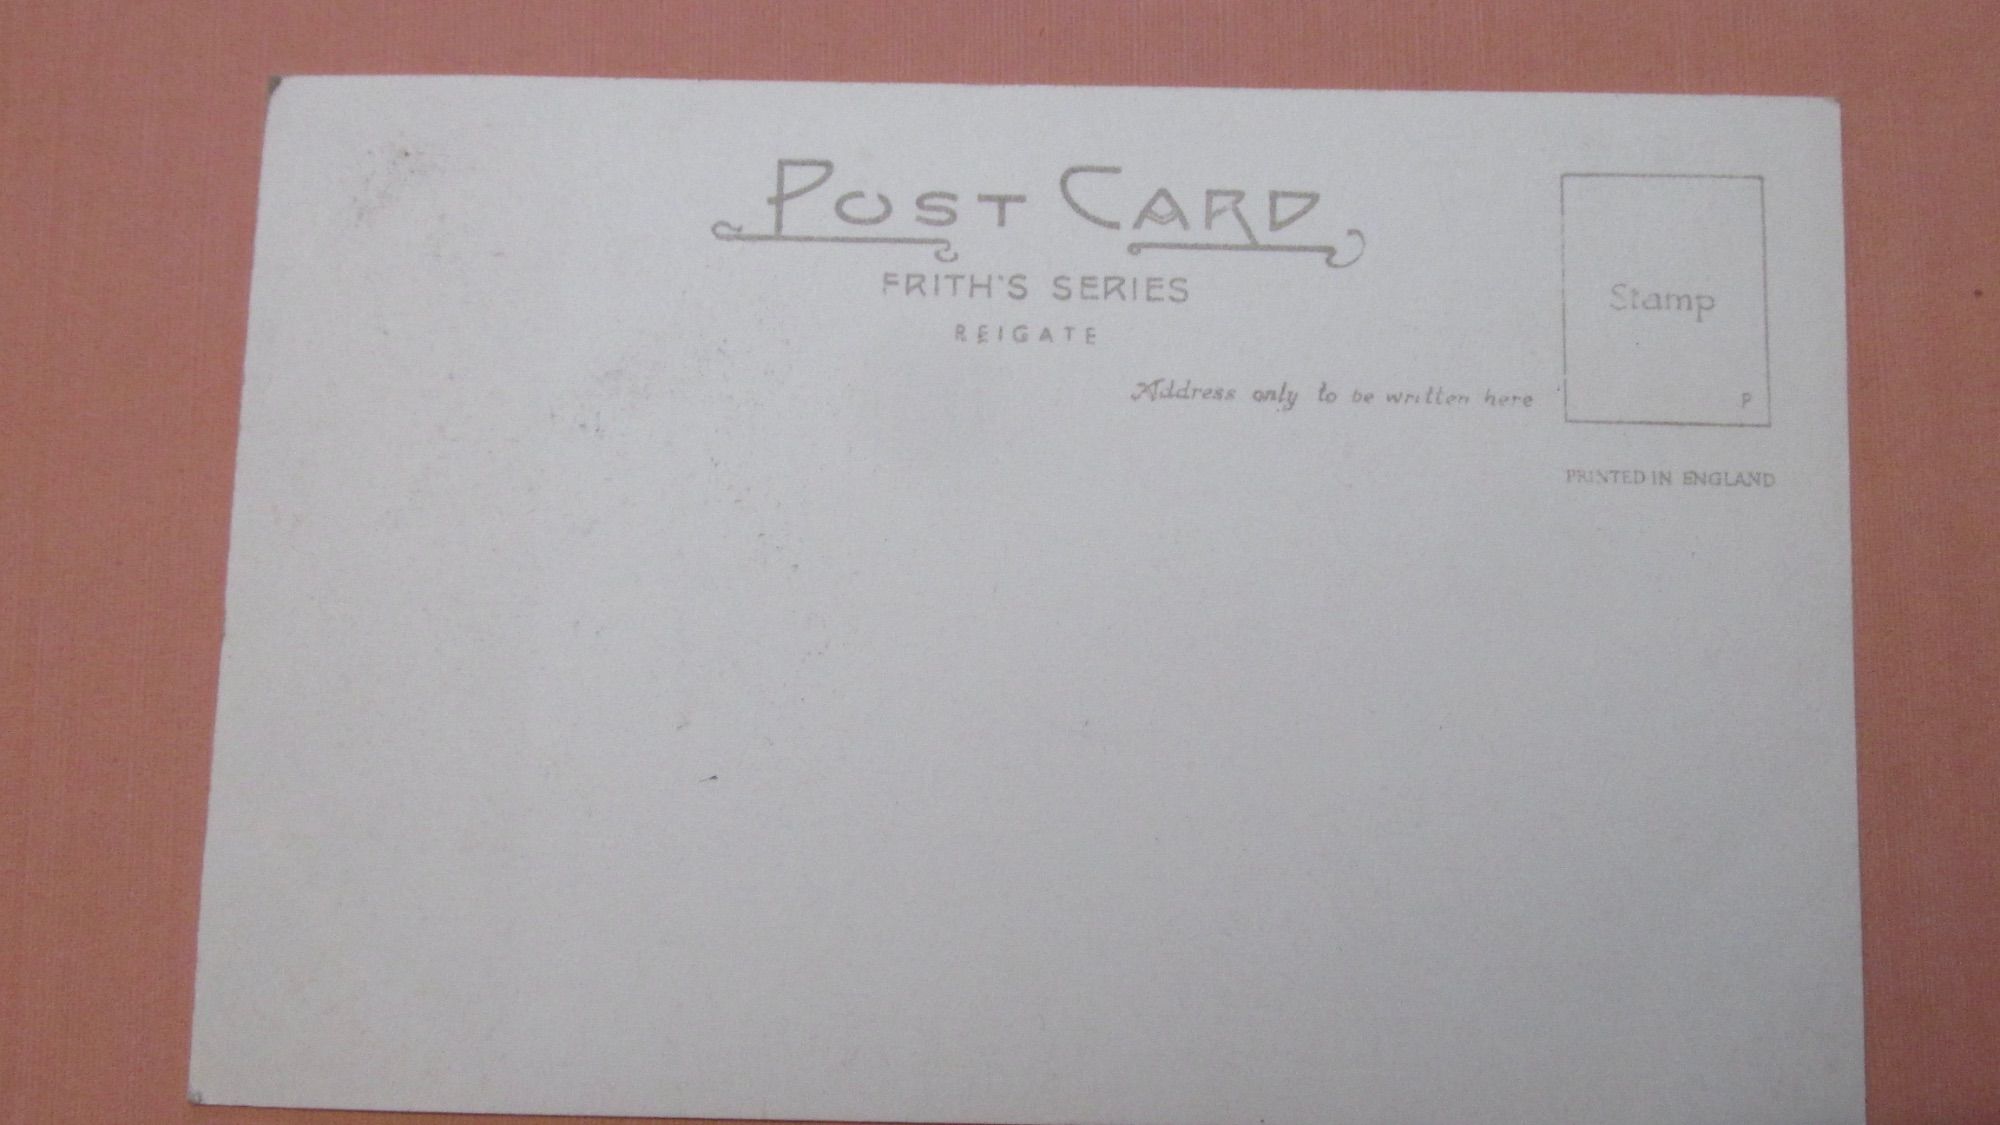 POST CARD
FRITH'S SERIES
REIGATE
Stamp
P
Address only to be written here
PRINTED IN ENGLAND